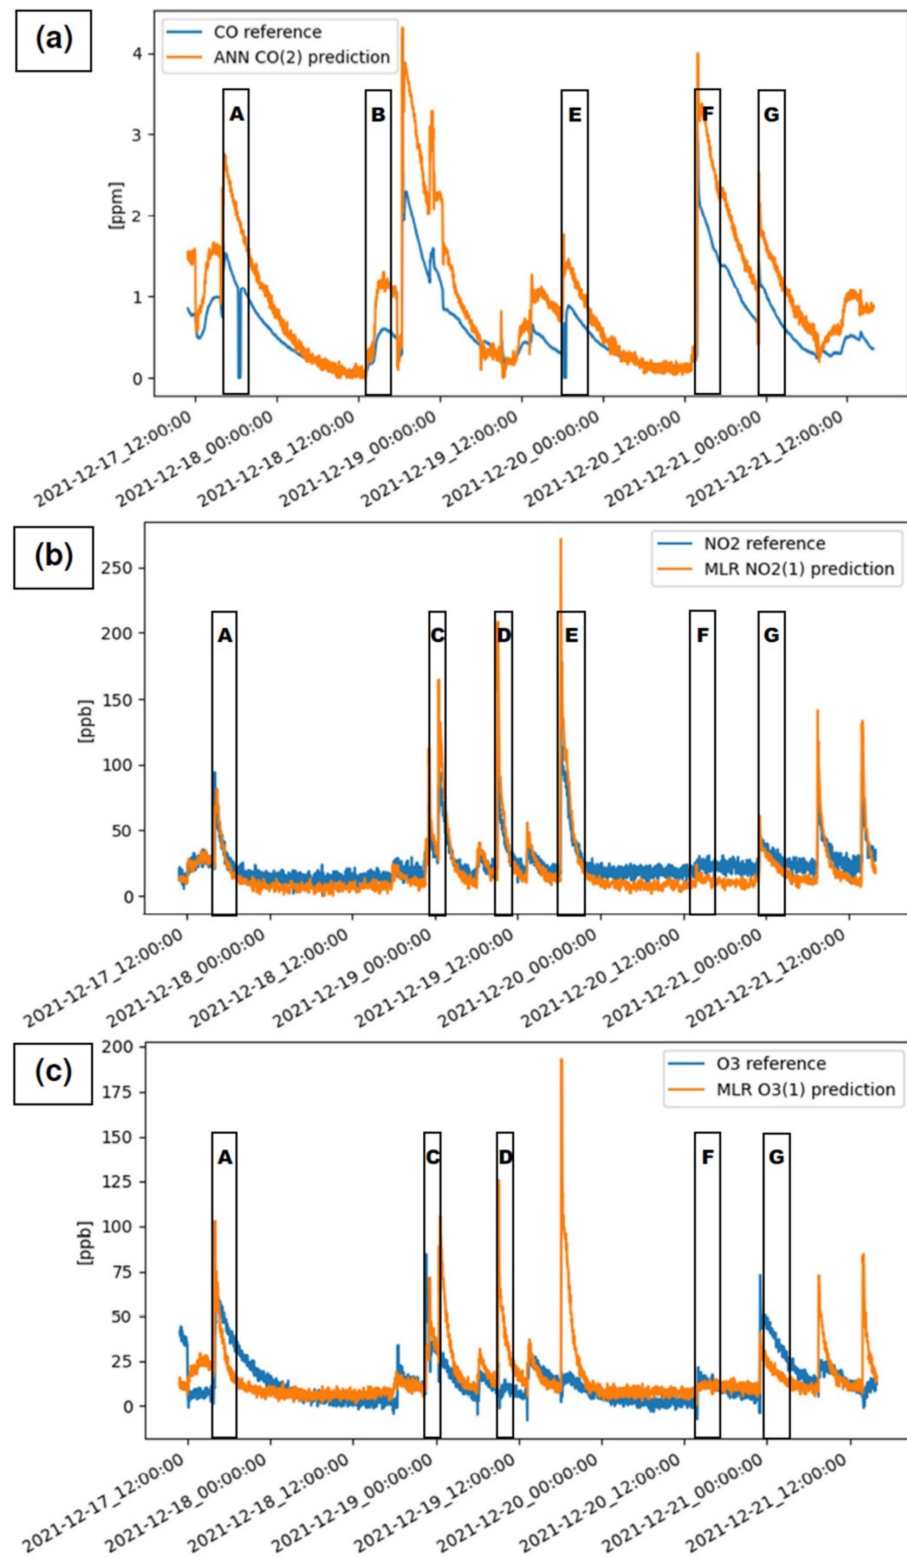 (a)
CO reference
ANN CO(2) prediction
A
B
E
F
G
[ppm]
4
3
2
1
0
2021-12-17_12:00:00
2021-12-18_00:00:00
2021-12-18_12:00:00
2021-12-19_00:00:00
2021-12-19_12:00:00
2021-12-20_00:00:00
2021-12-20_12:00:00
2021-12-21_00:00:00
2021-12-21_12:00:00
(b)
NO2 reference
MLR NO2(1) prediction
A
C
D
E
F
G
[ppb]
250
200
150
100
50
0
2021-12-17_12:00:00
2021-12-18_00:00:00
2021-12-18_12:00:00
2021-12-19_00:00:00
2021-12-19_12:00:00
2021-12-20_00:00:00
2021-12-20_12:00:00
2021-12-21_00:00:00
2021-12-21_12:00:00
(c)
O3 reference
MLR O3(1) prediction
A
C
D
F
G
[ppb]
200
175
150
125
100
75
50
25
0
2021-12-17_12:00:00
2021-12-18_00:00:00
2021-12-18_12:00:00
2021-12-19_00:00:00
2021-12-19_12:00:00
2021-12-20_00:00:00
2021-12-20_12:00:00
2021-12-21_00:00:00
2021-12-21_12:00:00